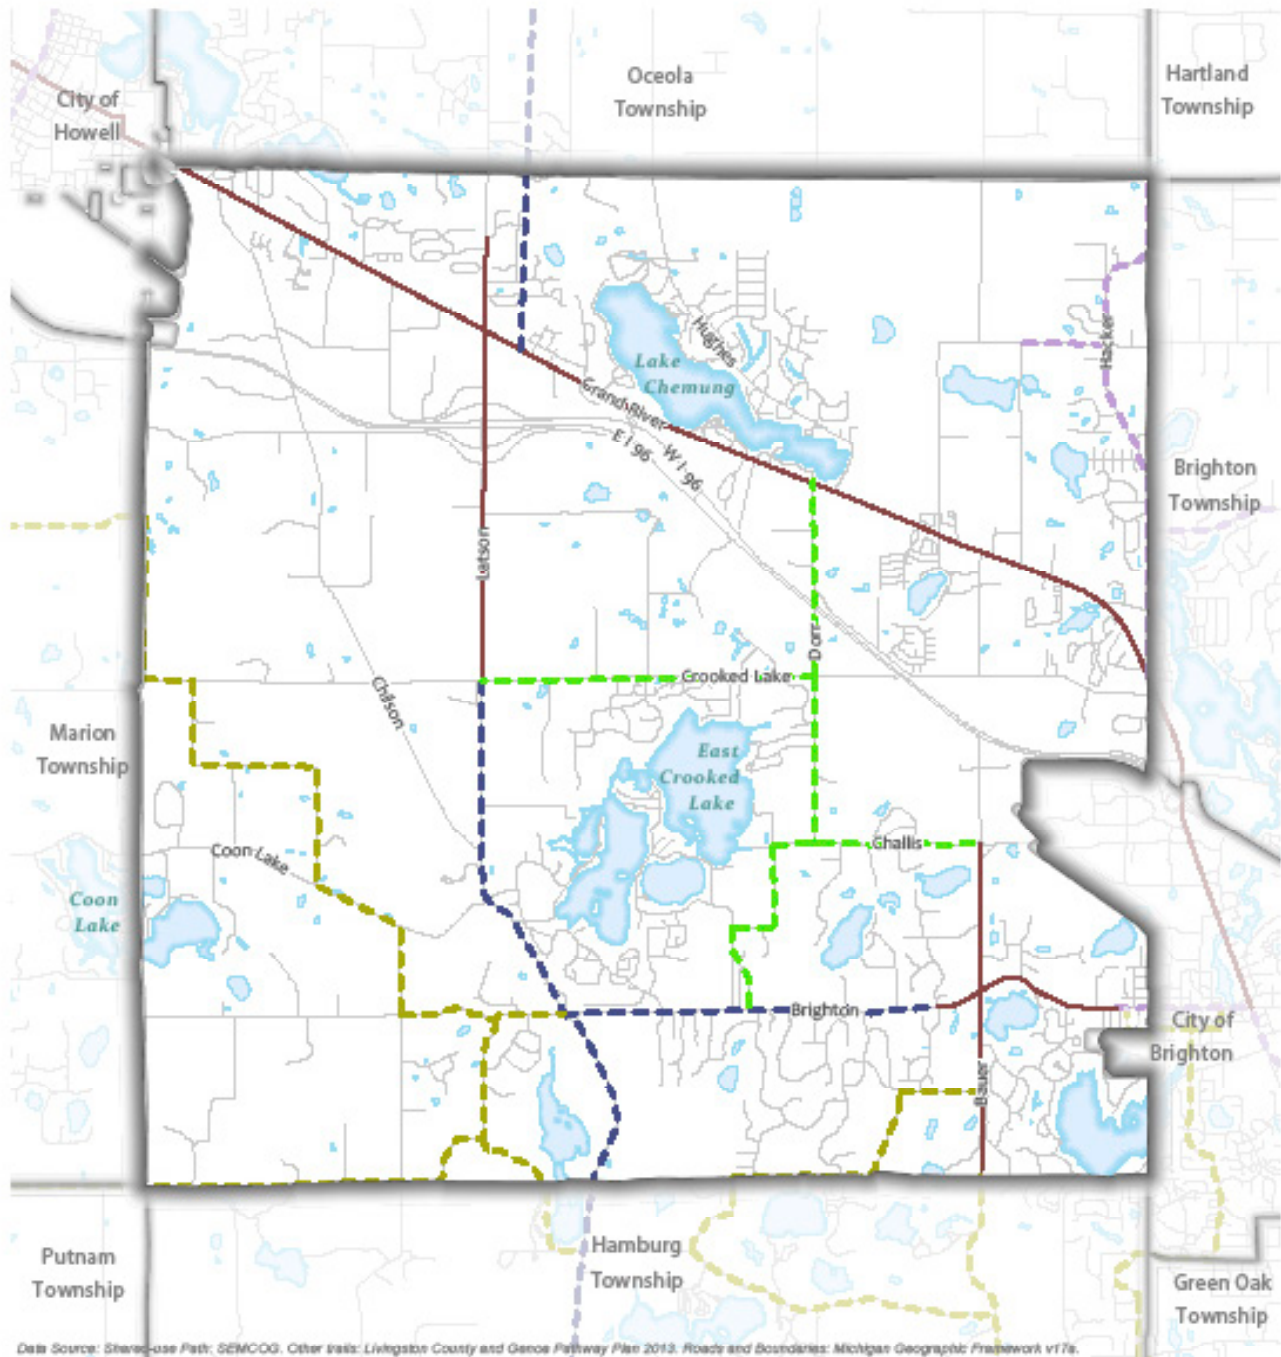 Oceola
Township
Hartland
Township
City of
Howell
Hughes
Hacker
Lake
Chemung
Grand River
E I 96
W I 96
Brighton
Township
Latson
Dorr
Crooked Lake
Chilson
Marion
Township
East
Crooked
Lake
Challis
Coon Lake
Coon
Lake
Brighton
City of
Brighton
Bauer
Putnam
Township
Hamburg
Township
Green Oak
Township
Data Source: Shared-use Path: SEMCOG. Other trails: Livingston County and Genoa Pathway Plan 2013. Roads and Boundaries: Michigan Geographic Framework v17a.